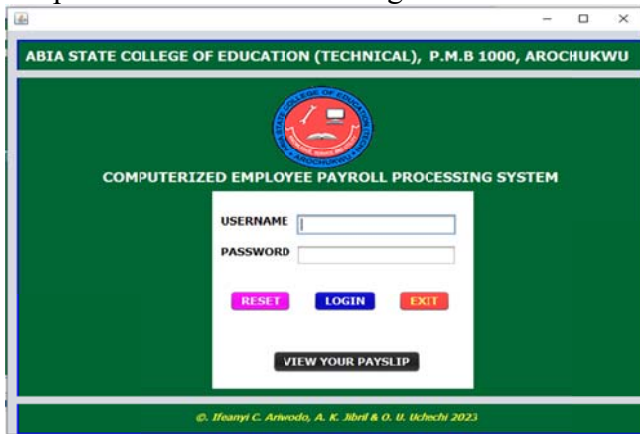 ABIA STATE COLLEGE OF EDUCATION (TECHNICAL), P.M.B 1000, AROCHUKWU
COMPUTERIZED EMPLOYEE PAYROLL PROCESSING SYSTEM
USERNAME
PASSWORD
RESET LOGIN EXIT
VIEW YOUR PAYSLIP
©. Ifeanyi C. Ariwodo, A. K. Jibril & O. U. Uchechi 2023